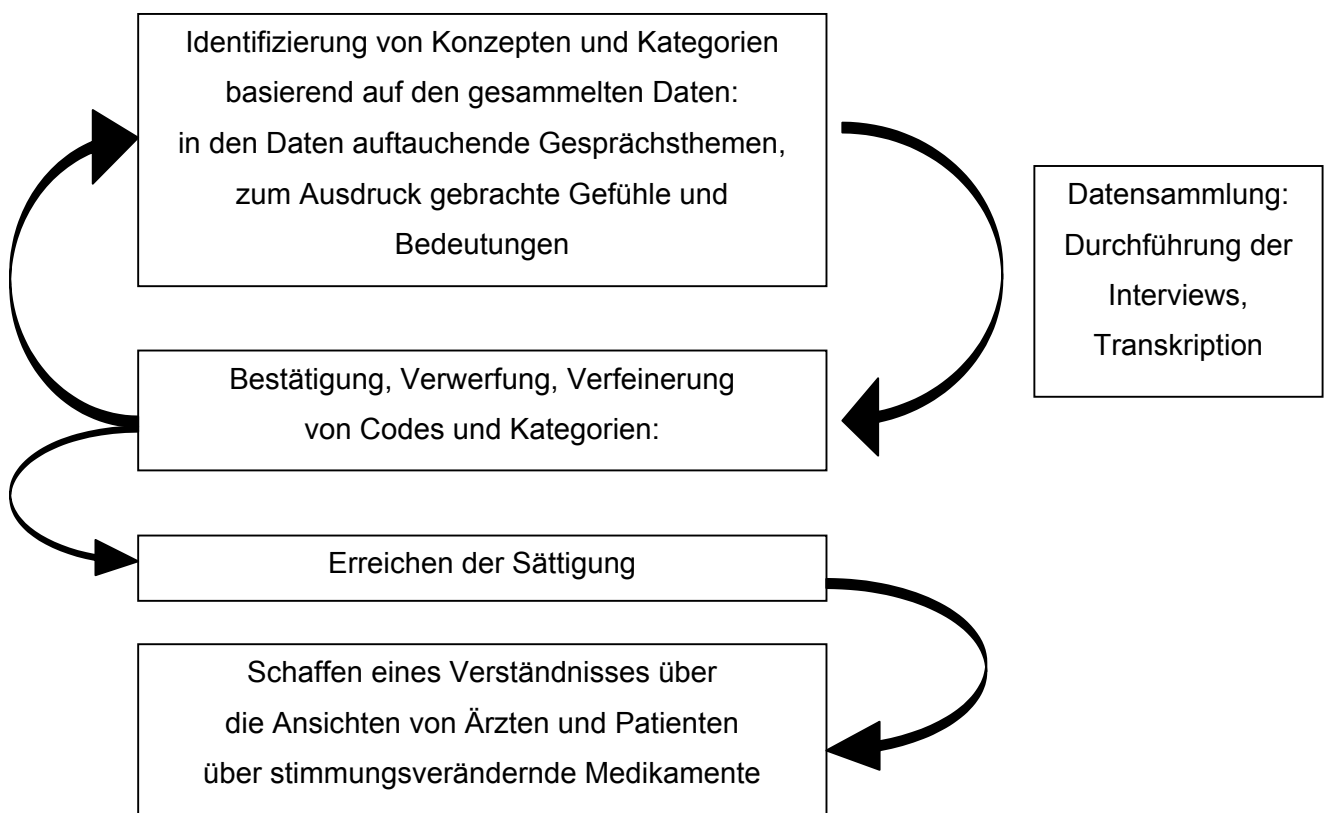 Identifizierung von Konzepten und Kategorien
basierend auf den gesammelten Daten:
in den Daten auftauchende Gesprächsthemen,
zum Ausdruck gebrachte Gefühle und
Bedeutungen
Datensammlung:
Durchführung der
Interviews,
Transkription
Bestätigung, Verwerfung, Verfeinerung
von Codes und Kategorien:
Erreichen der Sättigung
Schaffen eines Verständnisses über
die Ansichten von Ärzten und Patienten
über stimmungsverändernde Medikamente